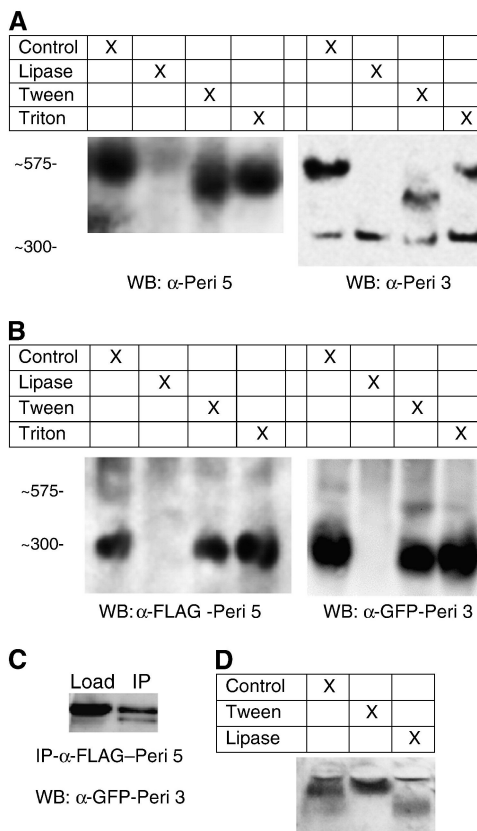 A
Control X X
Lipase X X
Tween X X
Triton X X
~575-
~300-
WB: α-Peri 5 WB: α-Peri 3
B
Control X X
Lipase X X
Tween X X
Triton X X
~575-
~300-
WB: α-FLAG -Peri 5 WB: α-GFP-Peri 3
C
Load IP
IP-α-FLAG–Peri 5
WB: α-GFP-Peri 3
D
Control X
Tween X
Lipase X